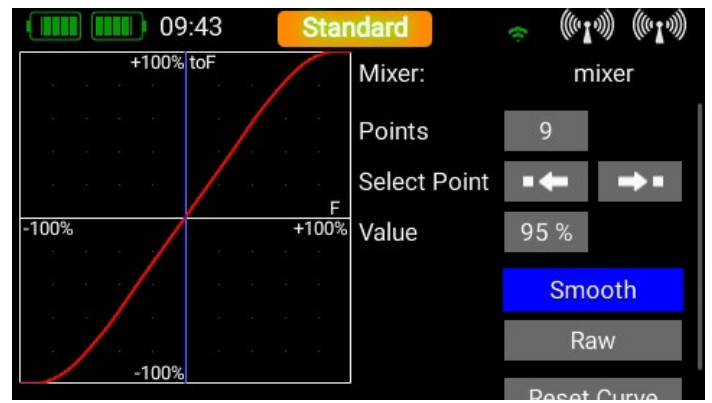 09:43
Standard
+100% toF
-100%
F
+100%
-100%
Mixer: mixer
Points 9
Select Point
Value 95 %
Smooth
Raw
Reset Curve